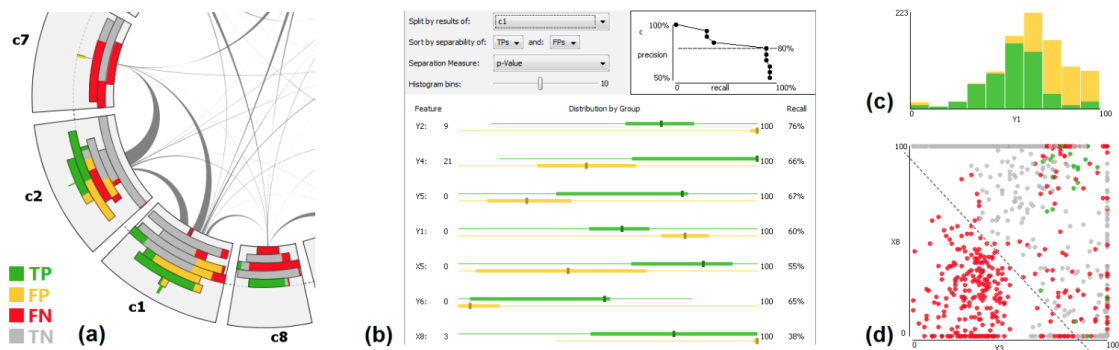 c7
c2
c1
c8
TP
FP
FN
TN
(a)
(b)
Split by results of: c1
Sort by separability of: TPs and: FPs
Separation Measure: p-Value
Histogram bins: 10
100%
c
precision
50%
80%
0 recall 100%
Feature Distribution by Group Recall
Y2: 9 100 76%
Y4: 21 100 66%
Y5: 0 100 67%
Y1: 0 100 60%
X5: 0 100 55%
Y6: 0 100 65%
X8: 3 100 38%
(c)
223
0 Y1 100
(d)
100
X8
0
0 Y3 100